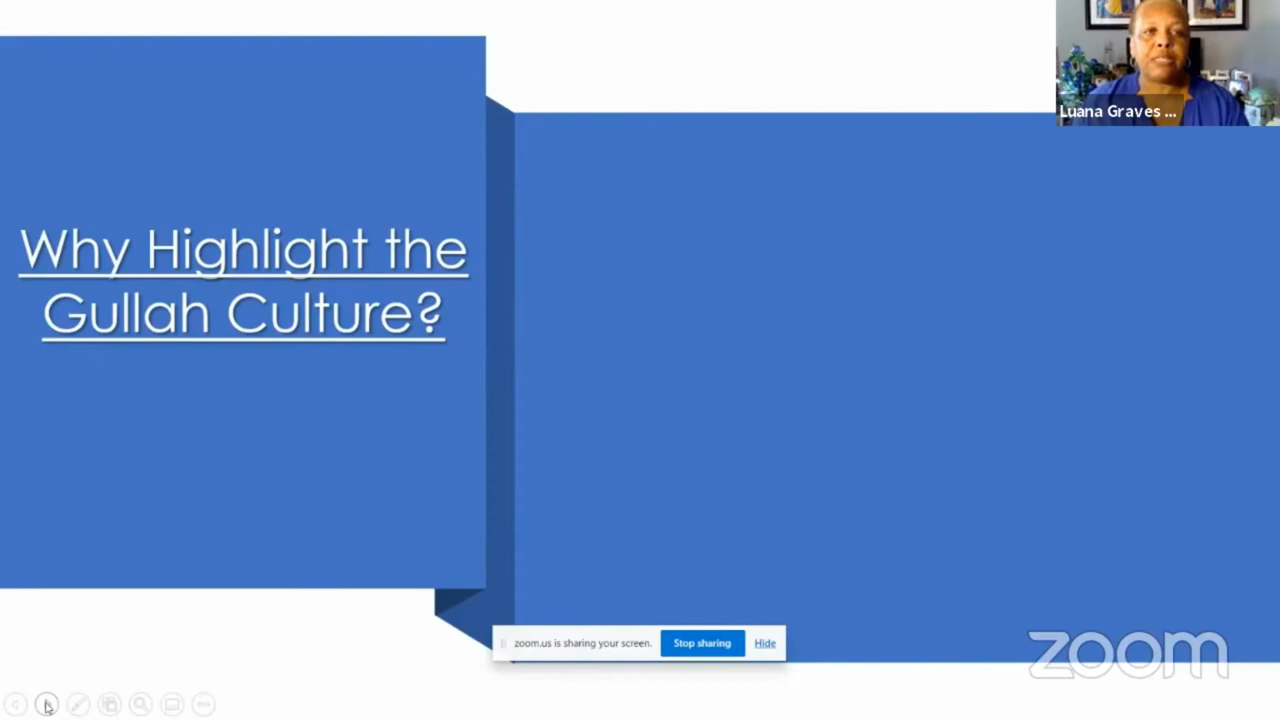 Luana Graves ...
Why Highlight the
Gullah Culture?
zoom.us is sharing your screen.
Stop sharing
Hide
zoom